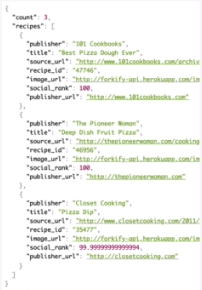 {
"count": 3,
"recipes": [
{
"publisher": "101 Cookbooks",
"title": "Best Pizza Dough Ever",
"source_url": "http://www.101cookbooks.com/archiv
"recipe_id": "47746",
"image_url": "http://forkify-api.herokuapp.com/im
"social_rank": 100,
"publisher_url": "http://www.101cookbooks.com"
},
{
"publisher": "The Pioneer Woman",
"title": "Deep Dish Fruit Pizza",
"source_url": "http://thepioneerwoman.com/cooking
"recipe_id": "46956",
"image_url": "http://forkify-api.herokuapp.com/im
"social_rank": 100,
"publisher_url": "http://thepioneerwoman.com"
},
{
"publisher": "Closet Cooking",
"title": "Pizza Dip",
"source_url": "http://www.closetcooking.com/2011/
"recipe_id": "35477",
"image_url": "http://forkify-api.herokuapp.com/im
"social_rank": 99.99999999999994,
"publisher_url": "http://closetcooking.com"
}
]
}